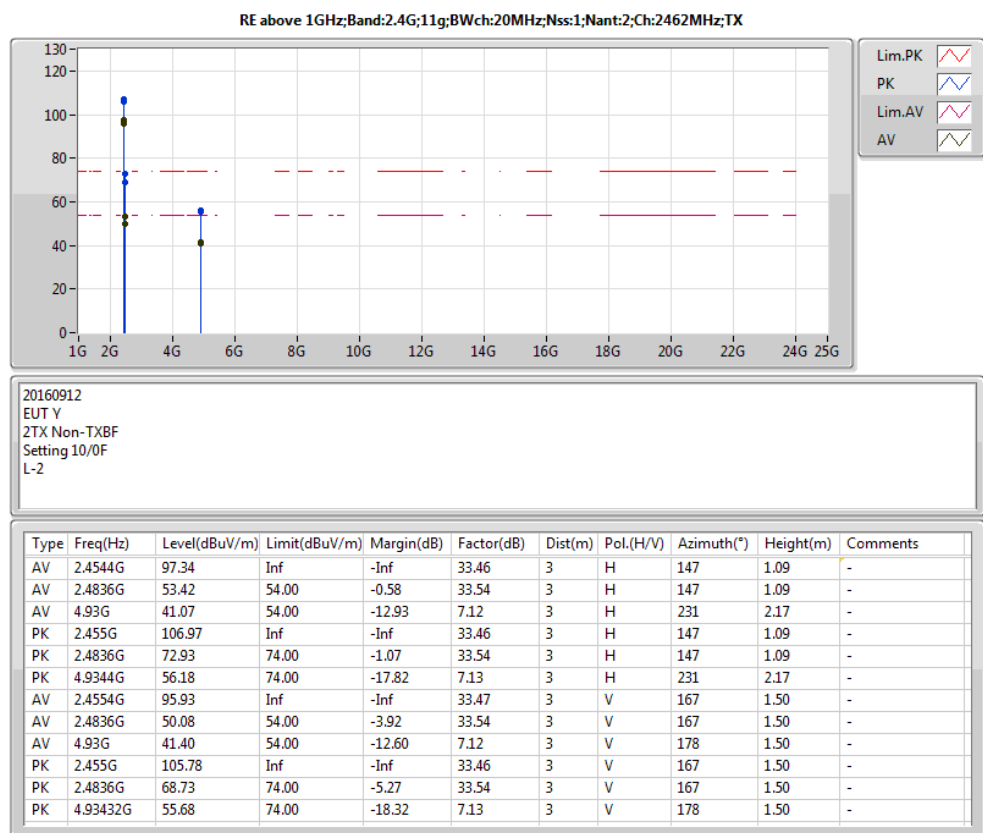 RE above 1GHz;Band:2.4G;11g;BWch:20MHz;Nss:1;Nant:2;Ch:2462MHz;TX
130
120
100
80
60
40
20
0
1G 2G 4G 6G 8G 10G 12G 14G 16G 18G 20G 22G 24G 25G
Lim.PK
PK
Lim.AV
AV
20160912
EUT Y
2TX Non-TXBF
Setting 10/0F
L-2
Type Freq(Hz) Level(dBuV/m) Limit(dBuV/m) Margin(dB) Factor(dB) Dist(m) Pol.(H/V) Azimuth(°) Height(m) Comments
AV 2.4544G 97.34 Inf -Inf 33.46 3 H 147 1.09 -
AV 2.4836G 53.42 54.00 -0.58 33.54 3 H 147 1.09 -
AV 4.93G 41.07 54.00 -12.93 7.12 3 H 231 2.17 -
PK 2.455G 106.97 Inf -Inf 33.46 3 H 147 1.09 -
PK 2.4836G 72.93 74.00 -1.07 33.54 3 H 147 1.09 -
PK 4.9344G 56.18 74.00 -17.82 7.13 3 H 231 2.17 -
AV 2.4554G 95.93 Inf -Inf 33.47 3 V 167 1.50 -
AV 2.4836G 50.08 54.00 -3.92 33.54 3 V 167 1.50 -
AV 4.93G 41.40 54.00 -12.60 7.12 3 V 178 1.50 -
PK 2.455G 105.78 Inf -Inf 33.46 3 V 167 1.50 -
PK 2.4836G 68.73 74.00 -5.27 33.54 3 V 167 1.50 -
PK 4.93432G 55.68 74.00 -18.32 7.13 3 V 178 1.50 -